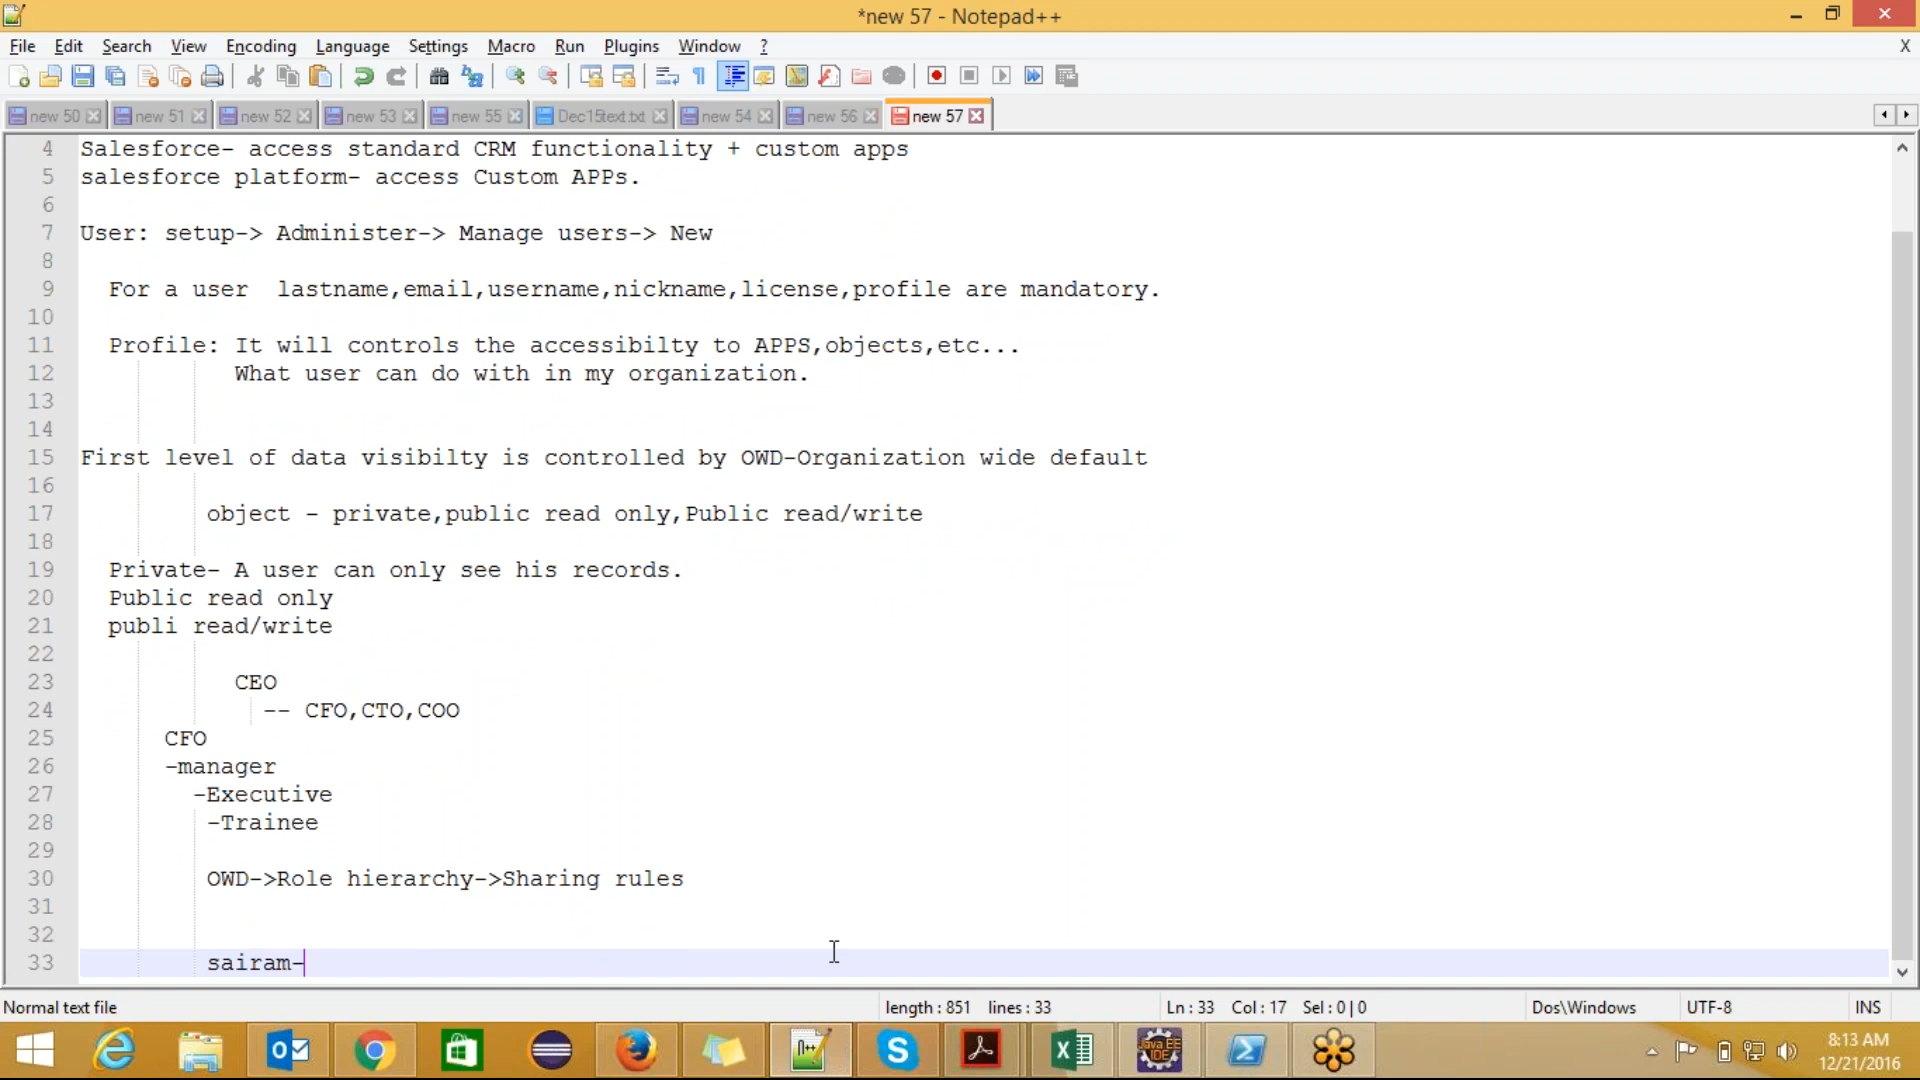 *new 57 - Notepad++
File Edit Search View Encoding Language Settings Macro Run Plugins Window ?
X
new 50 new 51 new 52 new 53 new 55 Dec15text.txt new 54 new 56 new 57
4 Salesforce- access standard CRM functionality + custom apps
5 salesforce platform- access Custom APPs.
6
7 User: setup-> Administer-> Manage users-> New
8
9 For a user  lastname,email,username,nickname,license,profile are mandatory.
10
11 Profile: It will controls the accessibilty to APPS,objects,etc...
12 What user can do with in my organization.
13
14
15 First level of data visibilty is controlled by OWD-Organization wide default
16
17 object - private,public read only,Public read/write
18
19 Private- A user can only see his records.
20 Public read only
21 publi read/write
22
23 CEO
24 -- CFO,CTO,COO
25 CFO
26 -manager
27 -Executive
28 -Trainee
29
30 OWD->Role hierarchy->Sharing rules
31
32
33 sairam-
Normal text file length : 851 lines : 33 Ln : 33 Col : 17 Sel : 0 | 0 Dos\Windows UTF-8 INS
8:13 AM
12/21/2016